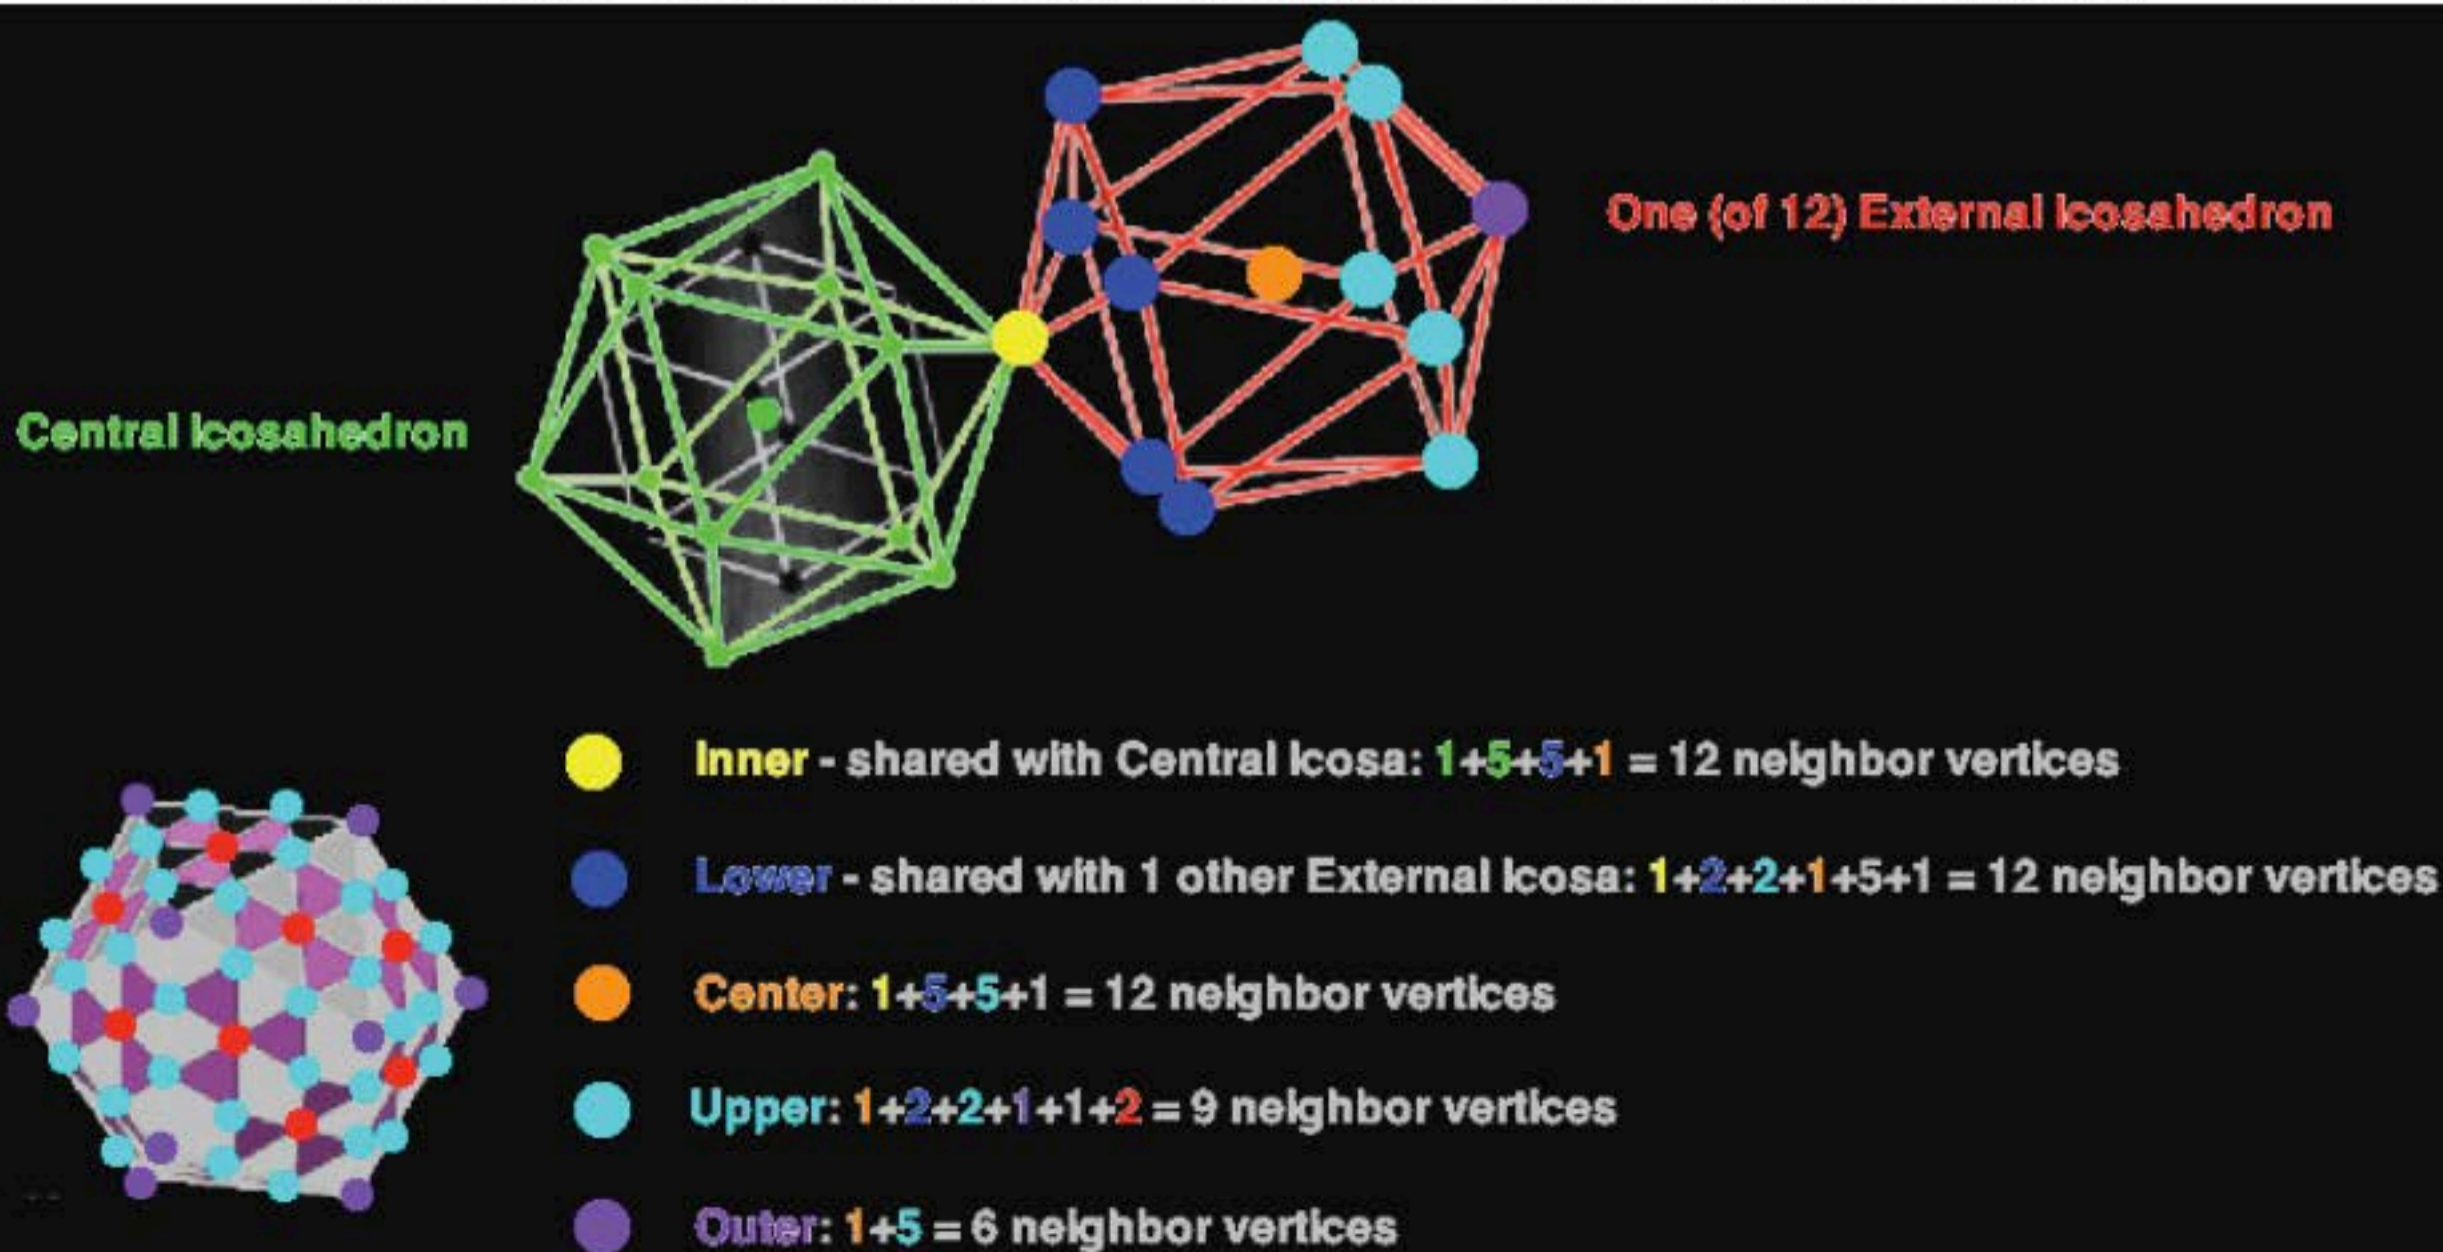 One (of 12) External Icosahedron
Central Icosahedron
Inner - shared with Central Icosa: 1+5+5+1 = 12 neighbor vertices
Lower - shared with 1 other External Icosa: 1+2+2+1+5+1 = 12 neighbor vertices
Center: 1+5+5+1 = 12 neighbor vertices
Upper: 1+2+2+1+1+2 = 9 neighbor vertices
Outer: 1+5 = 6 neighbor vertices